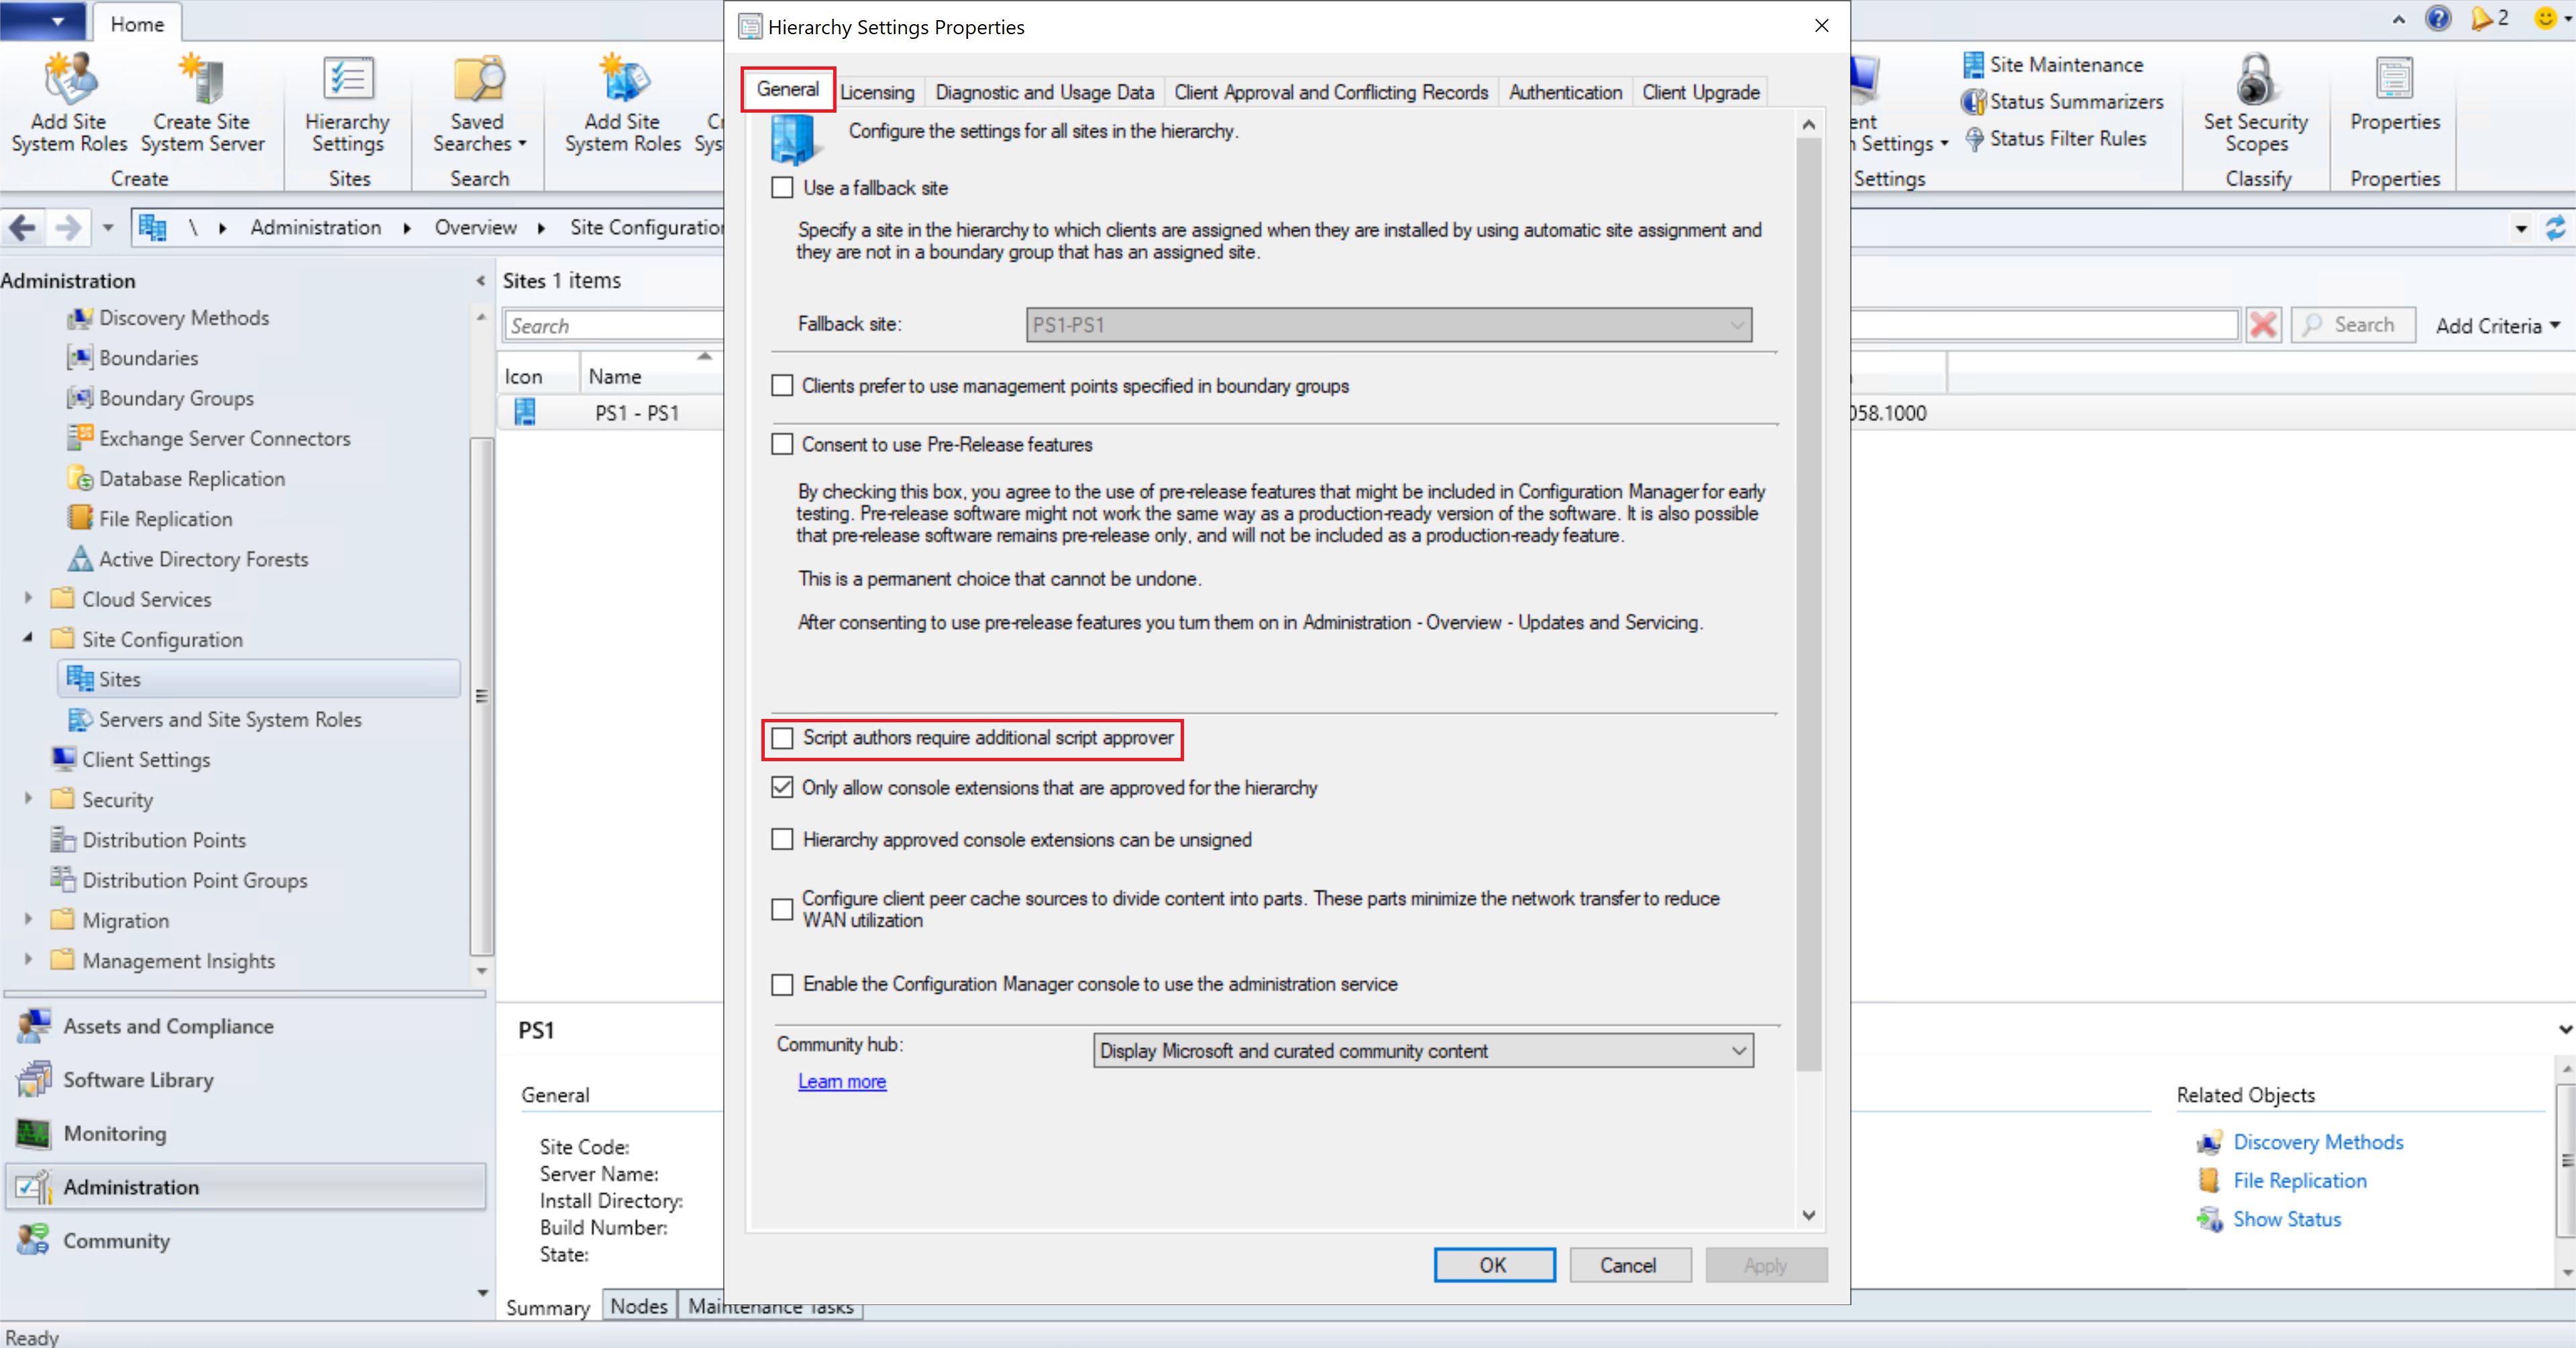 Home
2
Add Site
System Roles
Create Site
System Server
Create
Hierarchy
Settings
Sites
Saved
Searches
Search
Add Site
System Roles
Site Maintenance
Status Summarizers
Status Filter Rules
Settings
Settings
Set Security
Scopes
Classify
Properties
Properties
\ Administration Overview Site Configuration
Administration
Discovery Methods
Boundaries
Boundary Groups
Exchange Server Connectors
Database Replication
File Replication
Active Directory Forests
Cloud Services
Site Configuration
Sites
Servers and Site System Roles
Client Settings
Security
Distribution Points
Distribution Point Groups
Migration
Management Insights
Assets and Compliance
Software Library
Monitoring
Administration
Community
Ready
Sites 1 items
Search
Search
Add Criteria
Icon Name
PS1 - PS1
058.1000
PS1
General
Site Code:
Server Name:
Install Directory:
Build Number:
State:
Summary Nodes Maintenance Tasks
Related Objects
Discovery Methods
File Replication
Show Status
Hierarchy Settings Properties
General Licensing Diagnostic and Usage Data Client Approval and Conflicting Records Authentication Client Upgrade
Configure the settings for all sites in the hierarchy.
Use a fallback site
Specify a site in the hierarchy to which clients are assigned when they are installed by using automatic site assignment and
they are not in a boundary group that has an assigned site.
Fallback site: PS1-PS1
Clients prefer to use management points specified in boundary groups
Consent to use Pre-Release features
By checking this box, you agree to the use of pre-release features that might be included in Configuration Manager for early
testing. Pre-release software might not work the same way as a production-ready version of the software. It is also possible
that pre-release software remains pre-release only, and will not be included as a production-ready feature.
This is a permanent choice that cannot be undone.
After consenting to use pre-release features you turn them on in Administration - Overview - Updates and Servicing.
Script authors require additional script approver
Only allow console extensions that are approved for the hierarchy
Hierarchy approved console extensions can be unsigned
Configure client peer cache sources to divide content into parts. These parts minimize the network transfer to reduce
WAN utilization
Enable the Configuration Manager console to use the administration service
Community hub: Display Microsoft and curated community content
Learn more
OK Cancel Apply